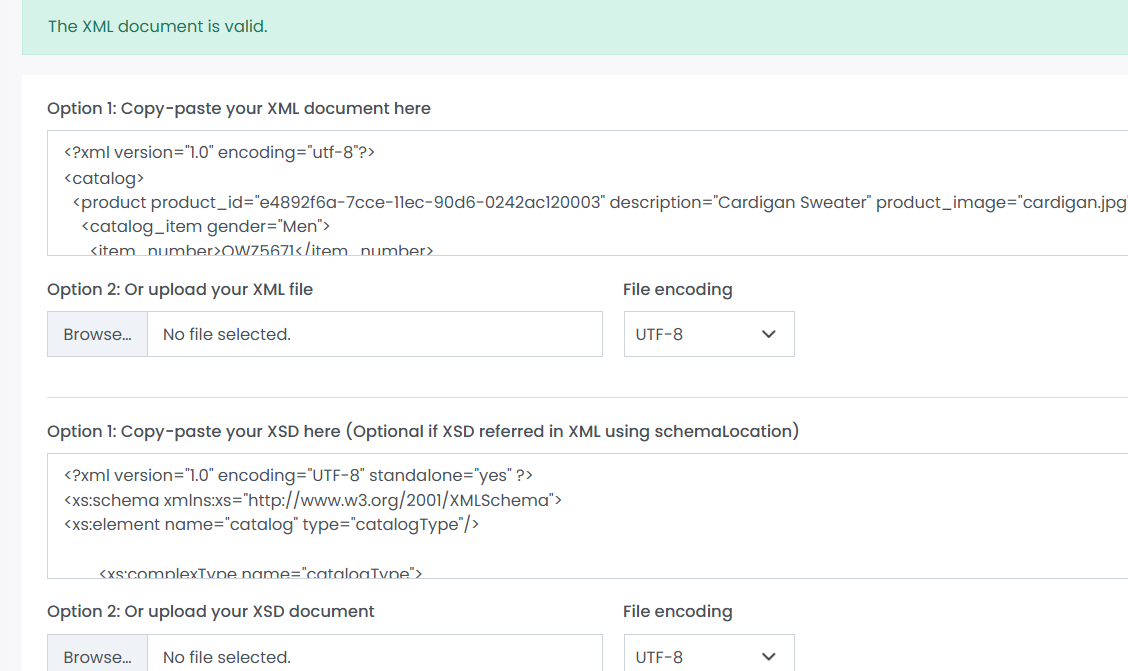 The XML document is valid.
Option 1: Copy-paste your XML document here
<?xml version="1.0" encoding="utf-8"?>
<catalog>
<product product_id="e4892f6a-7cce-11ec-90d6-0242ac120003" description="Cardigan Sweater" product_image="cardigan.jpg"
<catalog_item gender="Men">
<item_number>QWZ5671</item_number>
Option 2: Or upload your XML file
File encoding
Browse... No file selected.
UTF-8
Option 1: Copy-paste your XSD here (Optional if XSD referred in XML using schemaLocation)
<?xml version="1.0" encoding="UTF-8" standalone="yes" ?>
<xs:schema xmlns:xs="http://www.w3.org/2001/XMLSchema">
<xs:element name="catalog" type="catalogType"/>
<xs:complexType name="catalogType">
Option 2: Or upload your XSD document
File encoding
Browse... No file selected.
UTF-8